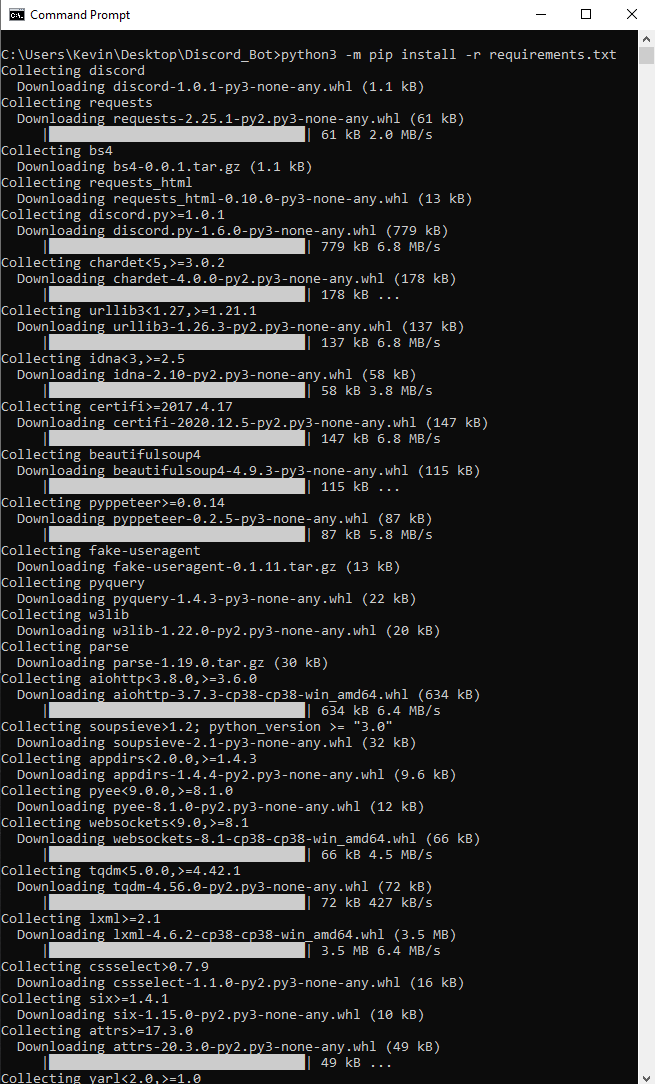 Command Prompt
C:\Users\Kevin\Desktop\Discord_Bot>python3 -m pip install -r requirements.txt
Collecting discord
Downloading discord-1.0.1-py3-none-any.whl (1.1 kB)
Collecting requests
Downloading requests-2.25.1-py2.py3-none-any.whl (61 kB)
| 61 kB 2.0 MB/s
Collecting bs4
Downloading bs4-0.0.1.tar.gz (1.1 kB)
Collecting requests_html
Downloading requests_html-0.10.0-py3-none-any.whl (13 kB)
Collecting discord.py>=1.0.1
Downloading discord.py-1.6.0-py3-none-any.whl (779 kB)
| 779 kB 6.8 MB/s
Collecting chardet<5,>=3.0.2
Downloading chardet-4.0.0-py2.py3-none-any.whl (178 kB)
| 178 kB ...
Collecting urllib3<1.27,>=1.21.1
Downloading urllib3-1.26.3-py2.py3-none-any.whl (137 kB)
| 137 kB 6.8 MB/s
Collecting idna<3,>=2.5
Downloading idna-2.10-py2.py3-none-any.whl (58 kB)
| 58 kB 3.8 MB/s
Collecting certifi>=2017.4.17
Downloading certifi-2020.12.5-py2.py3-none-any.whl (147 kB)
| 147 kB 6.8 MB/s
Collecting beautifulsoup4
Downloading beautifulsoup4-4.9.3-py3-none-any.whl (115 kB)
| 115 kB ...
Collecting pyppeteer>=0.0.14
Downloading pyppeteer-0.2.5-py3-none-any.whl (87 kB)
| 87 kB 5.8 MB/s
Collecting fake-useragent
Downloading fake-useragent-0.1.11.tar.gz (13 kB)
Collecting pyquery
Downloading pyquery-1.4.3-py3-none-any.whl (22 kB)
Collecting w3lib
Downloading w3lib-1.22.0-py2.py3-none-any.whl (20 kB)
Collecting parse
Downloading parse-1.19.0.tar.gz (30 kB)
Collecting aiohttp<3.8.0,>=3.6.0
Downloading aiohttp-3.7.3-cp38-cp38-win_amd64.whl (634 kB)
| 634 kB 6.4 MB/s
Collecting soupsieve>1.2; python_version >= "3.0"
Downloading soupsieve-2.1-py3-none-any.whl (32 kB)
Collecting appdirs<2.0.0,>=1.4.3
Downloading appdirs-1.4.4-py2.py3-none-any.whl (9.6 kB)
Collecting pyee<9.0.0,>=8.1.0
Downloading pyee-8.1.0-py2.py3-none-any.whl (12 kB)
Collecting websockets<9.0,>=8.1
Downloading websockets-8.1-cp38-cp38-win_amd64.whl (66 kB)
| 66 kB 4.5 MB/s
Collecting tqdm<5.0.0,>=4.42.1
Downloading tqdm-4.56.0-py2.py3-none-any.whl (72 kB)
| 72 kB 427 kB/s
Collecting lxml>=2.1
Downloading lxml-4.6.2-cp38-cp38-win_amd64.whl (3.5 MB)
| 3.5 MB 6.4 MB/s
Collecting cssselect>0.7.9
Downloading cssselect-1.1.0-py2.py3-none-any.whl (16 kB)
Collecting six>=1.4.1
Downloading six-1.15.0-py2.py3-none-any.whl (10 kB)
Collecting attrs>=17.3.0
Downloading attrs-20.3.0-py2.py3-none-any.whl (49 kB)
| 49 kB ...
Collecting yarl<2.0,>=1.0